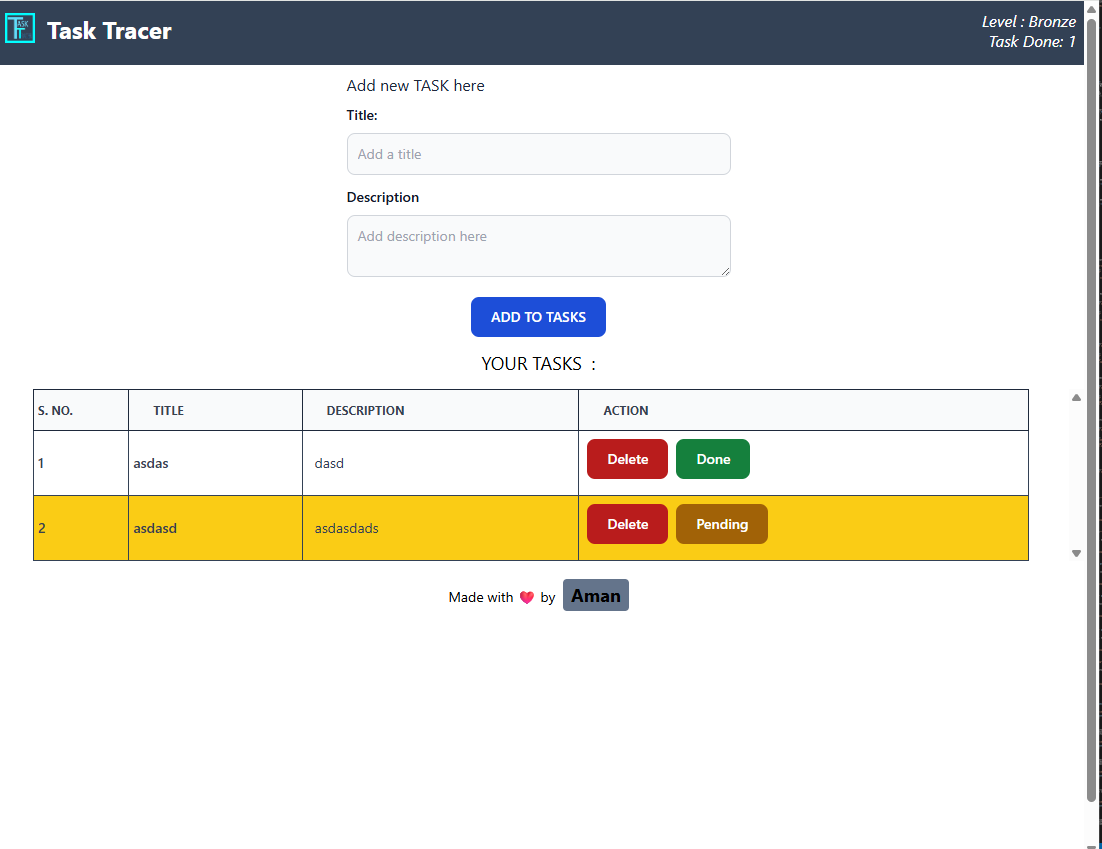 TASK Task Tracer
Level : Bronze
Task Done: 1
Add new TASK here
Title:
Add a title
Description
Add description here
ADD TO TASKS
YOUR TASKS :
S. NO. TITLE DESCRIPTION ACTION
1 asdas dasd Delete Done
2 asdasd asdasdads Delete Pending
Made with ❤️ by Aman